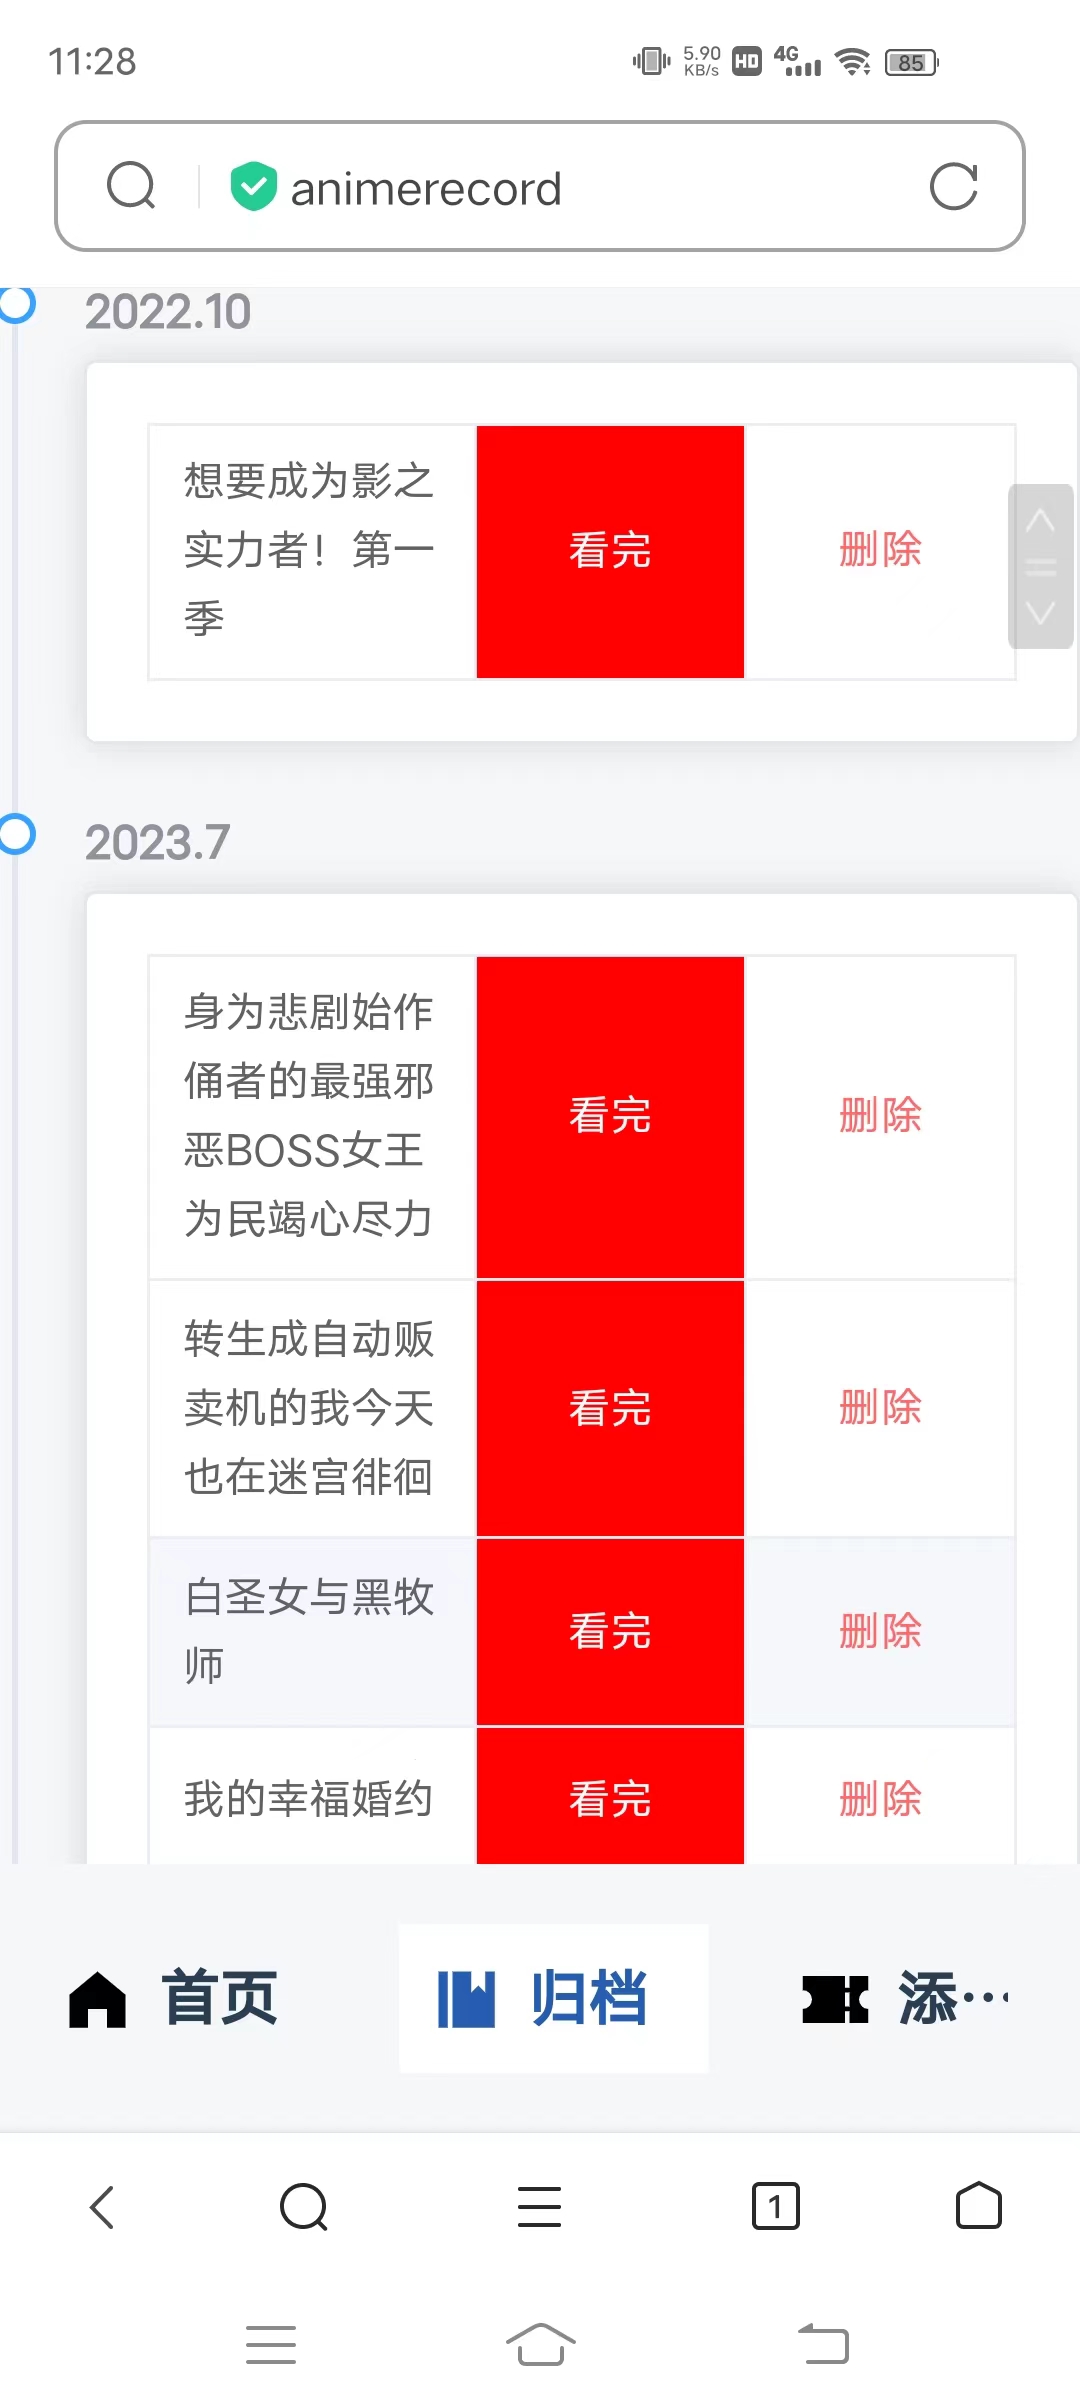 11:28
5.90
KB/s
HD
4G
85
animerecord
2022.10
想要成为影之
实力者！第一
季
看完
删除
2023.7
身为悲剧始作
俑者的最强邪
恶BOSS女王
为民竭心尽力
看完
删除
转生成自动贩
卖机的我今天
也在迷宫徘徊
看完
删除
白圣女与黑牧
师
看完
删除
我的幸福婚约
看完
删除
首页
归档
添…
1